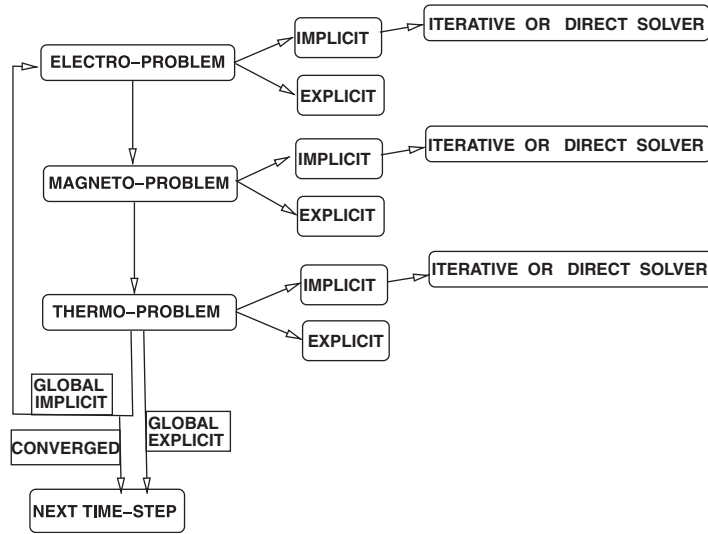 ELECTRO–PROBLEM
IMPLICIT
ITERATIVE OR DIRECT SOLVER
EXPLICIT
MAGNETO–PROBLEM
IMPLICIT
ITERATIVE OR DIRECT SOLVER
EXPLICIT
THERMO–PROBLEM
IMPLICIT
ITERATIVE OR DIRECT SOLVER
EXPLICIT
GLOBAL
IMPLICIT
GLOBAL
EXPLICIT
CONVERGED
NEXT TIME–STEP